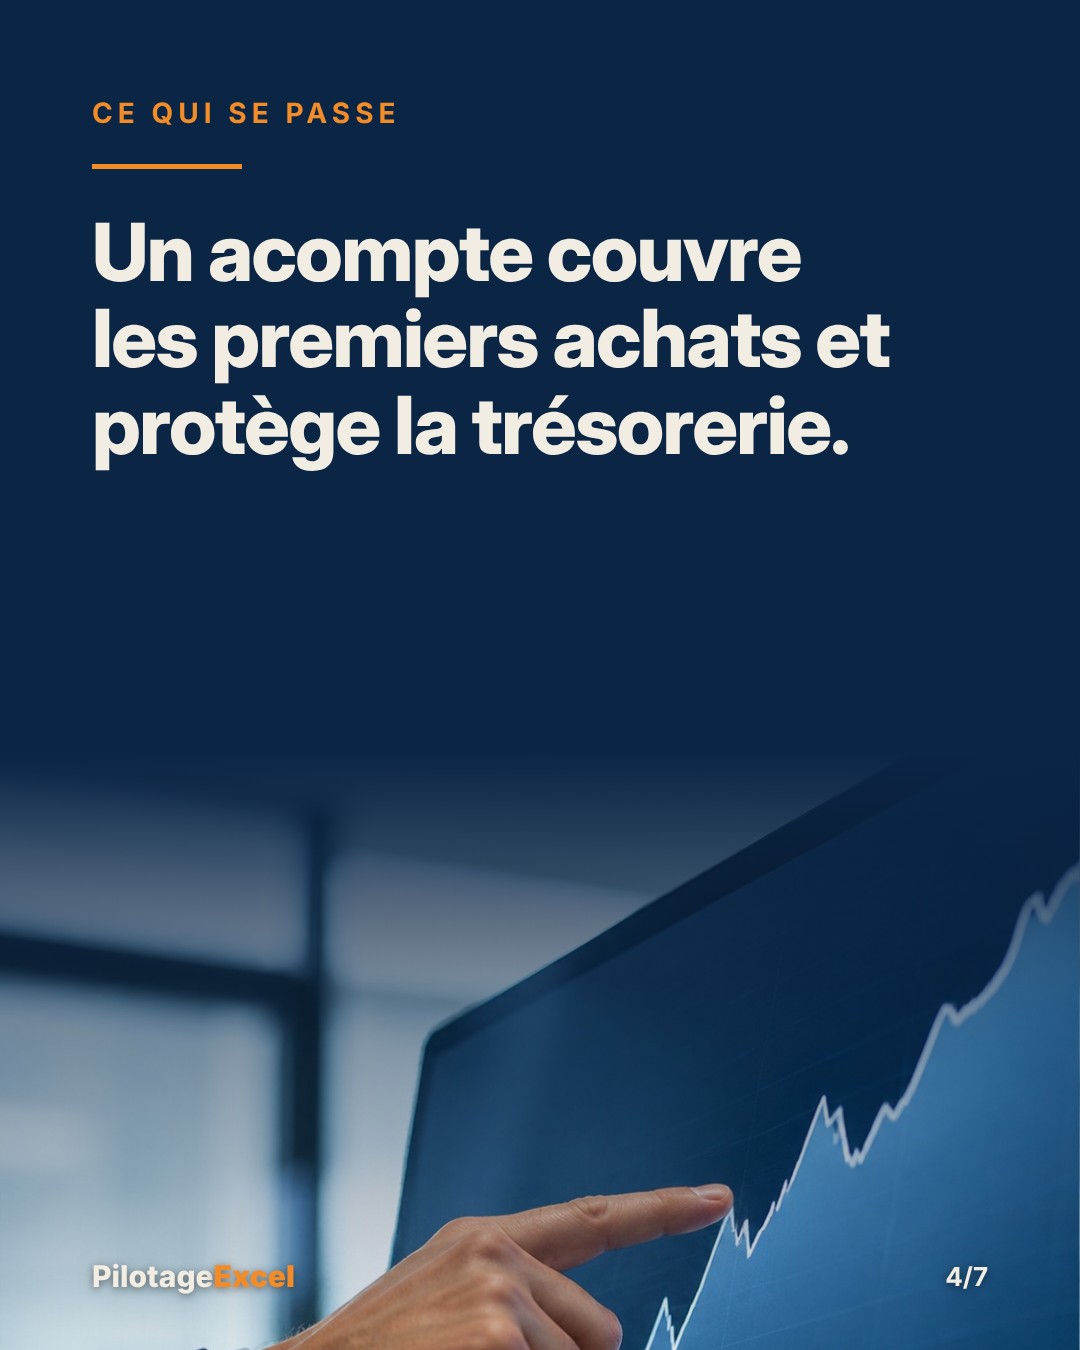 CE QUI SE PASSE
Un acompte couvre
les premiers achats et
protège la trésorerie.
PilotageExcel
4/7